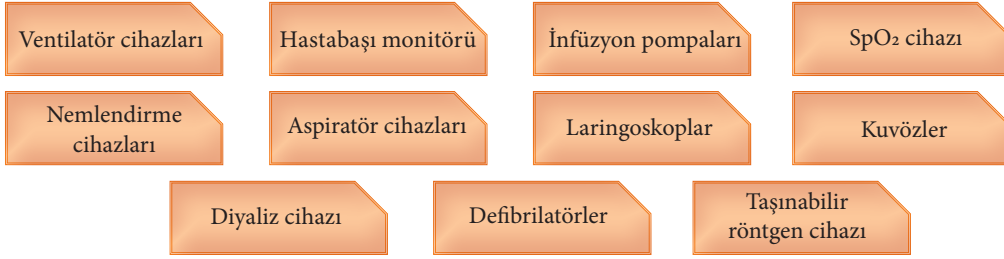 Ventilatör cihazları
Hastabaşı monitörü
İnfüzyon pompaları
SpO₂ cihazı
Nemlendirme
cihazları
Aspiratör cihazları
Laringoskoplar
Kuvözler
Diyaliz cihazı
Defibrilatörler
Taşınabilir
röntgen cihazı